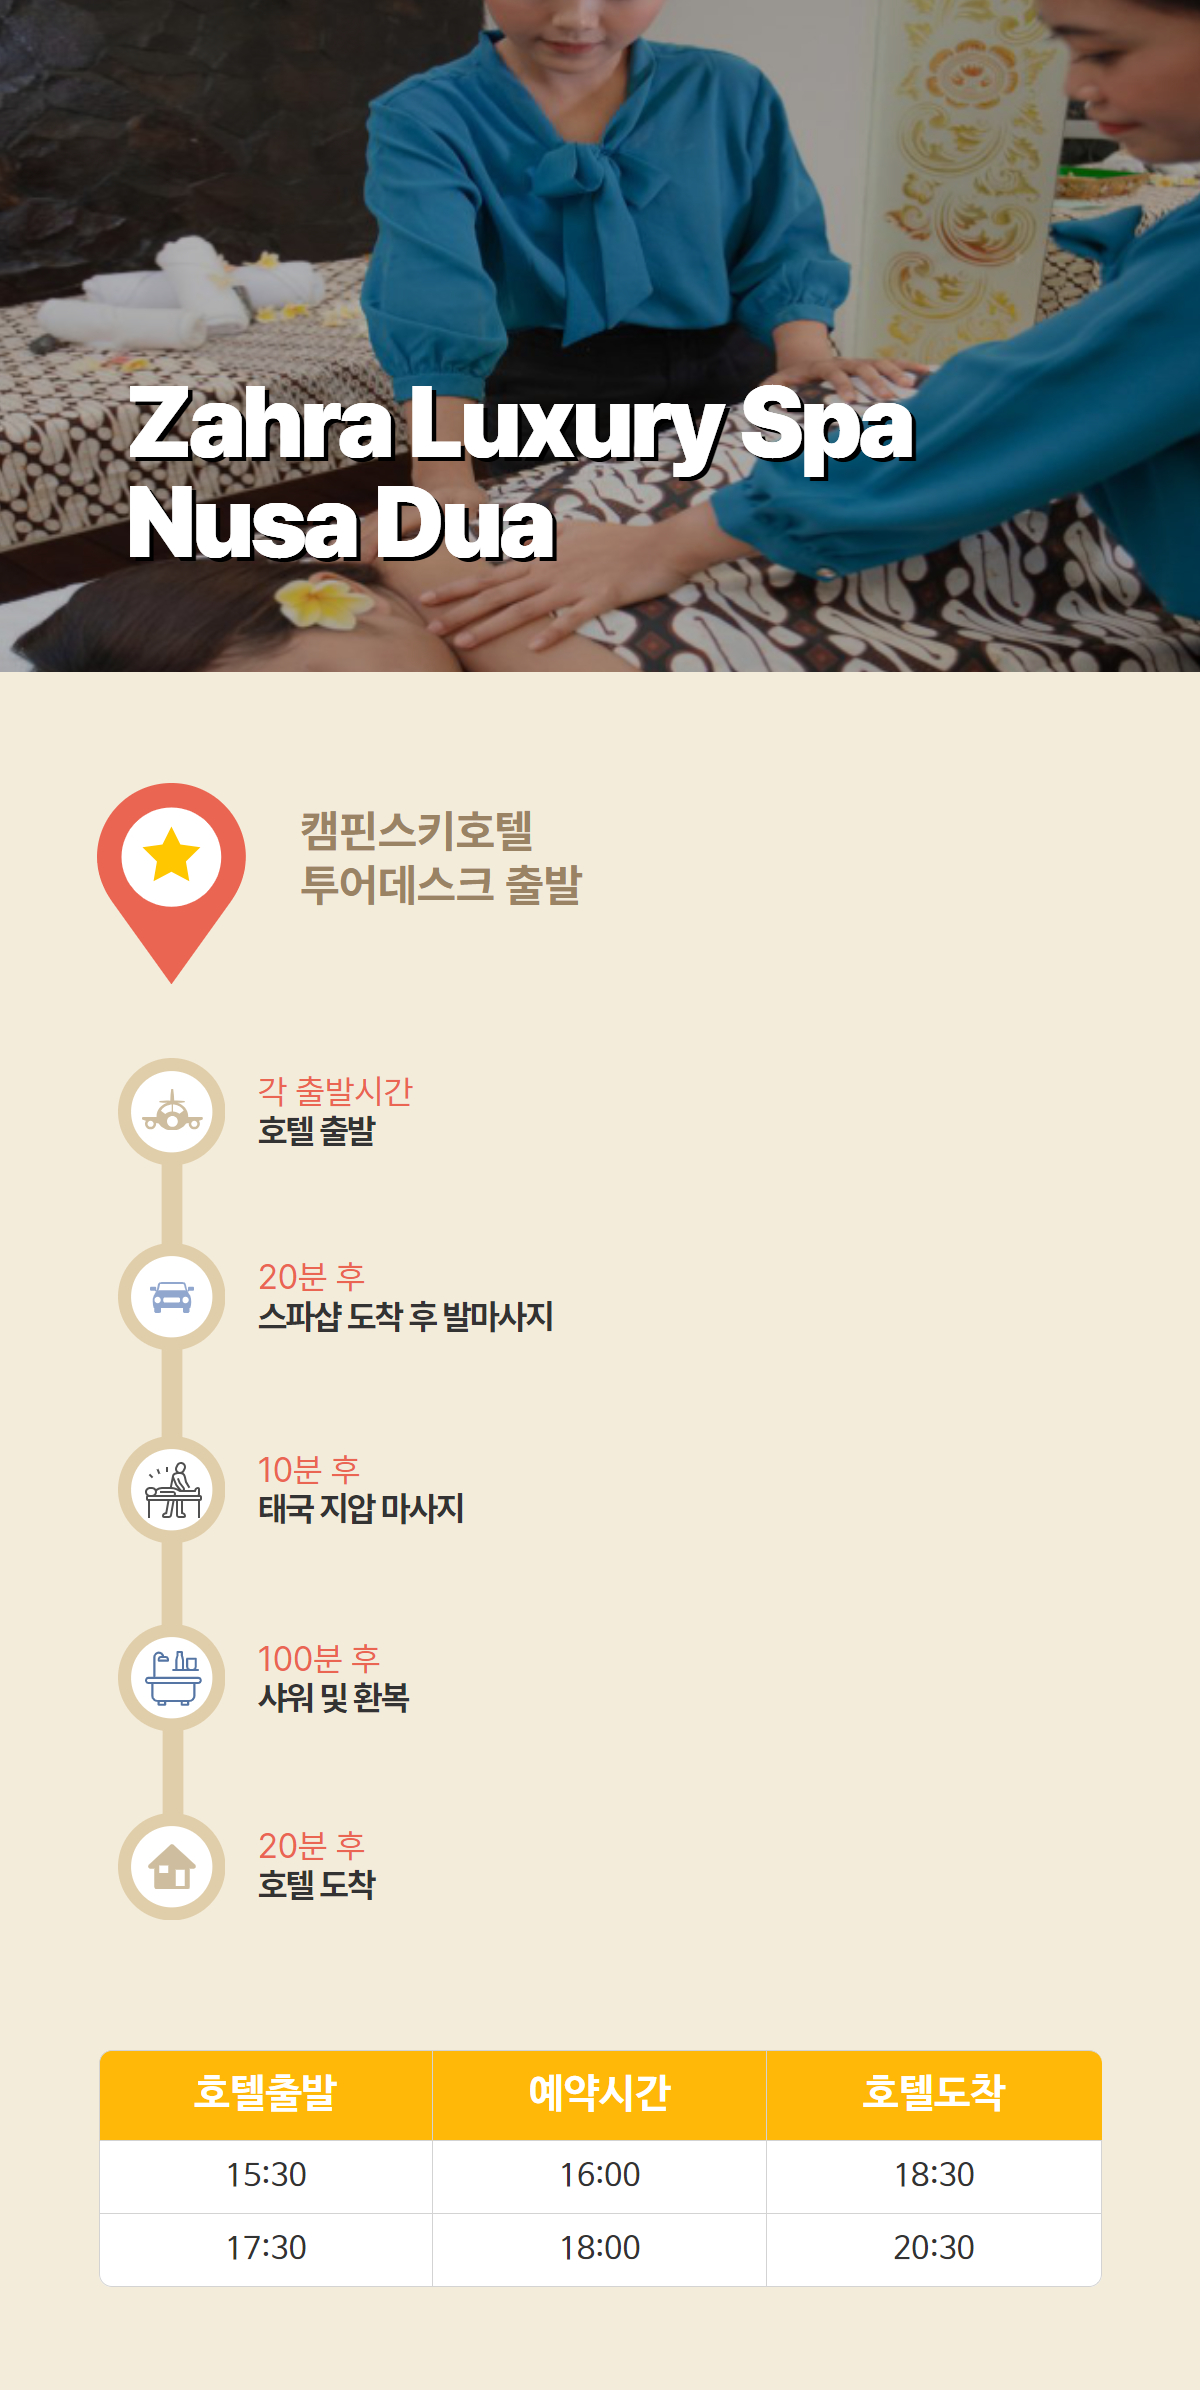 Zahra Luxury Spa
Nusa Dua
캠핀스키호텔
투어데스크 출발
각 출발시간
호텔 출발
20분 후
스파샵 도착 후 발마사지
10분 후
태국 지압 마사지
100분 후
샤워 및 환복
20분 후
호텔 도착
호텔출발 예약시간 호텔도착
15:30 16:00 18:30
17:30 18:00 20:30